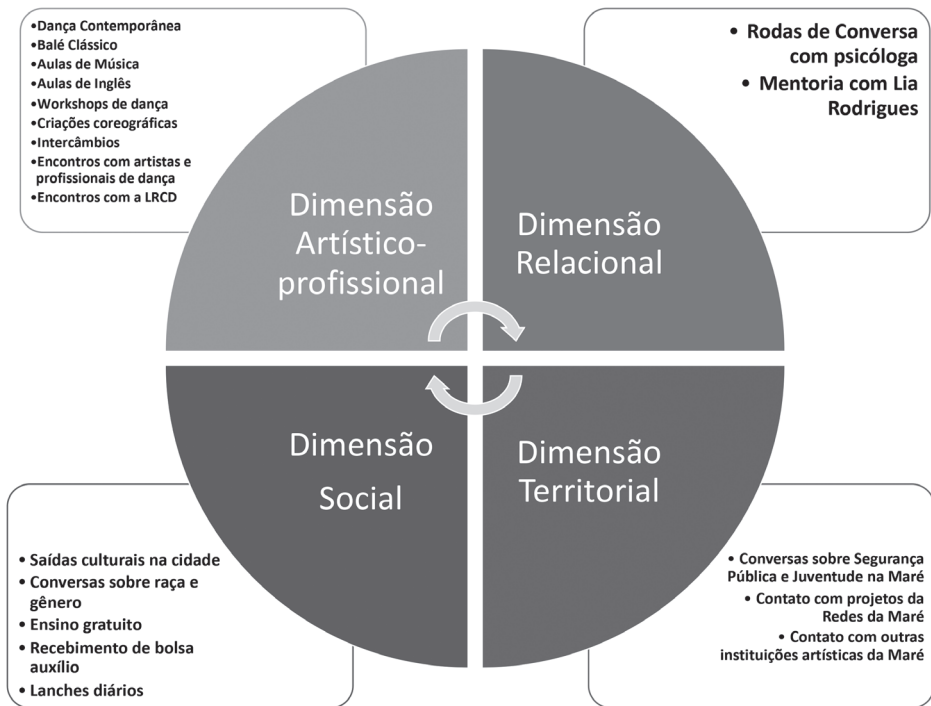 •Dança Contemporânea
•Balé Clássico
•Aulas de Música
•Aulas de Inglês
•Workshops de dança
•Criações coreográficas
•Intercâmbios
•Encontros com artistas e
profissionais de dança
•Encontros com a LRCD
• Rodas de Conversa
com psicóloga
• Mentoria com Lia
Rodrigues
Dimensão
Artístico-
profissional
Dimensão
Relacional
Dimensão
Social
Dimensão
Territorial
• Saídas culturais na cidade
• Conversas sobre raça e
gênero
• Ensino gratuito
• Recebimento de bolsa
auxílio
• Lanches diários
• Conversas sobre Segurança
Pública e Juventude na Maré
• Contato com projetos da
Redes da Maré
• Contato com outras
instituições artísticas da Maré